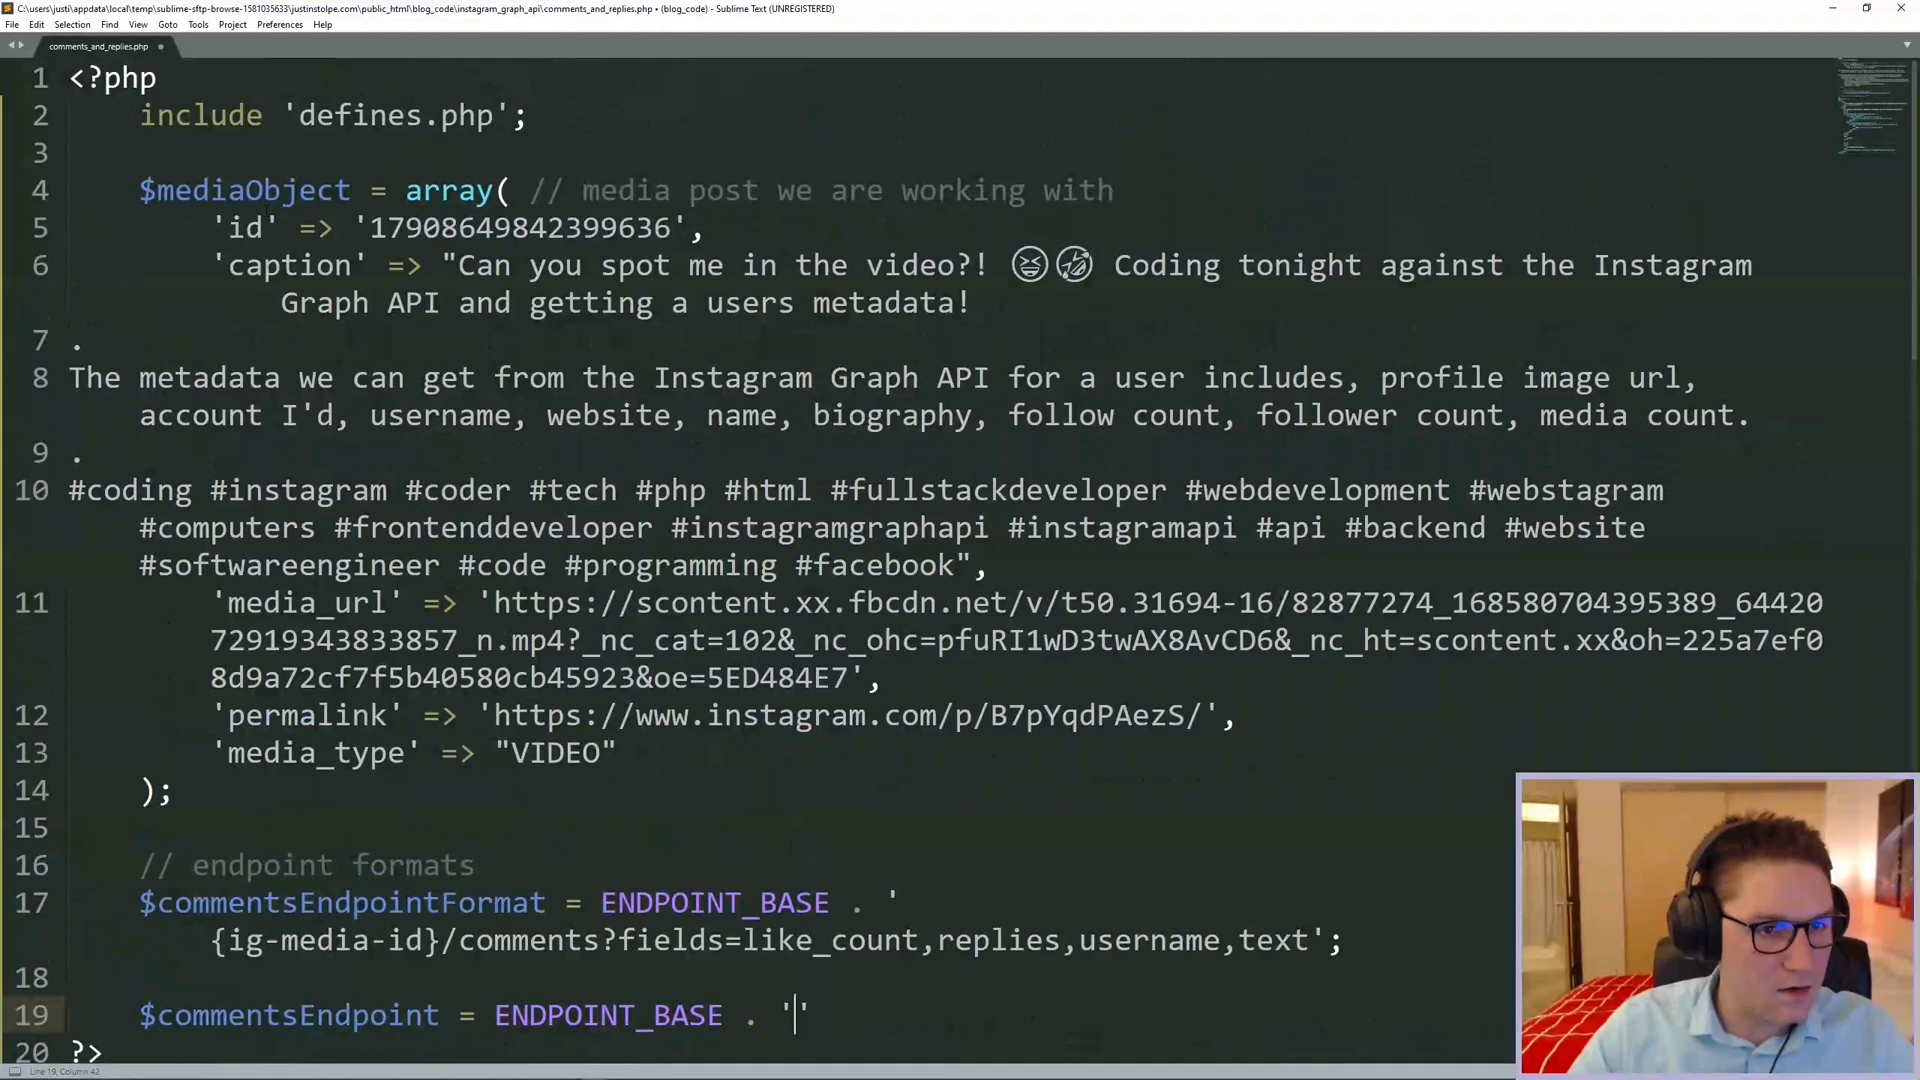 C:\users\justi\appdata\local\temp\sublime-sftp-browse-1581035633\justinstolpe.com\public_html\blog_code\instagram_graph_api\comments_and_replies.php • (blog_code) - Sublime Text (UNREGISTERED)
File Edit Selection Find View Goto Tools Project Preferences Help
comments_and_replies.php
1 <?php
2 include 'defines.php';
3
4 $mediaObject = array( // media post we are working with
5 'id' => '17908649842399636',
6 'caption' => "Can you spot me in the video?! 😆🤣 Coding tonight against the Instagram
Graph API and getting a users metadata!
7 .
8 The metadata we can get from the Instagram Graph API for a user includes, profile image url,
account I'd, username, website, name, biography, follow count, follower count, media count.
9 .
10 #coding #instagram #coder #tech #php #html #fullstackdeveloper #webdevelopment #webstagram
#computers #frontenddeveloper #instagramgraphapi #instagramapi #api #backend #website
#softwareengineer #code #programming #facebook",
11 'media_url' => 'https://scontent.xx.fbcdn.net/v/t50.31694-16/82877274_168580704395389_64420
72919343833857_n.mp4?_nc_cat=102&_nc_ohc=pfuRI1wD3twAX8AvCD6&_nc_ht=scontent.xx&oh=225a7ef0
8d9a72cf7f5b40580cb45923&oe=5ED484E7',
12 'permalink' => 'https://www.instagram.com/p/B7pYqdPAezS/',
13 'media_type' => "VIDEO"
14 );
15
16 // endpoint formats
17 $commentsEndpointFormat = ENDPOINT_BASE . '
{ig-media-id}/comments?fields=like_count,replies,username,text';
18
19 $commentsEndpoint = ENDPOINT_BASE . ''
20 ?>
Line 19, Column 42